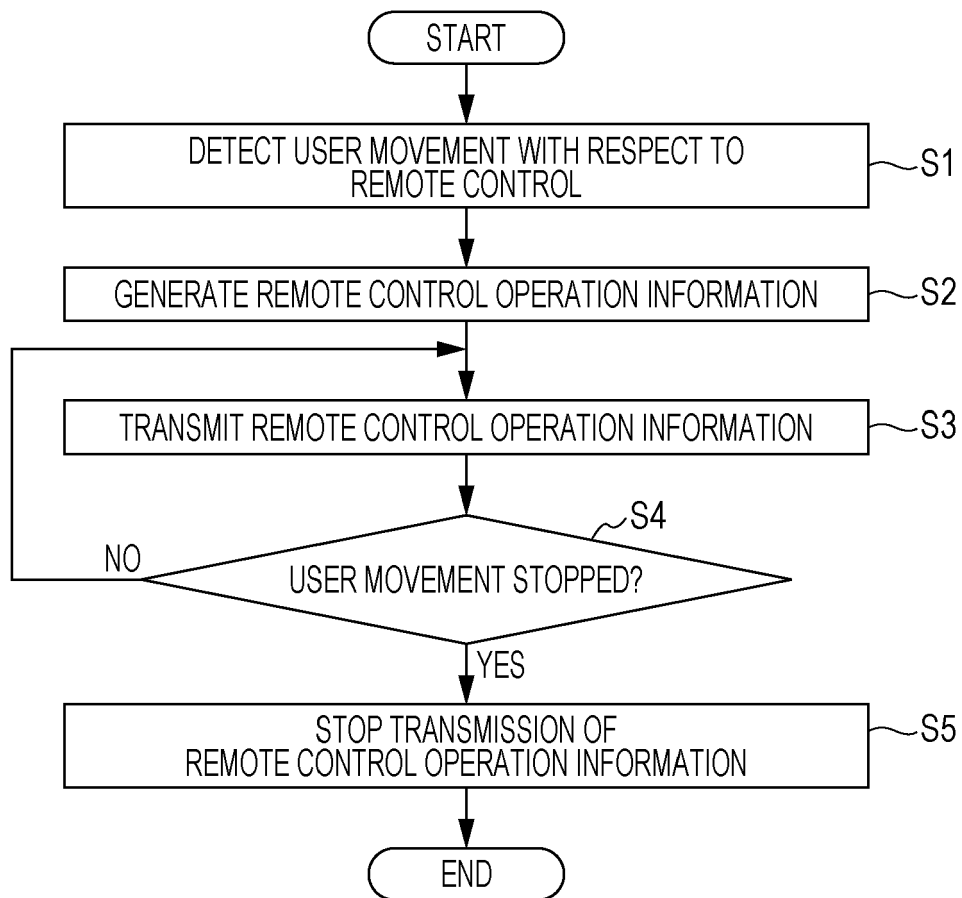 START
DETECT USER MOVEMENT WITH RESPECT TO
REMOTE CONTROL
S1
GENERATE REMOTE CONTROL OPERATION INFORMATION
S2
TRANSMIT REMOTE CONTROL OPERATION INFORMATION
S3
S4
NO
USER MOVEMENT STOPPED?
YES
STOP TRANSMISSION OF
REMOTE CONTROL OPERATION INFORMATION
S5
END